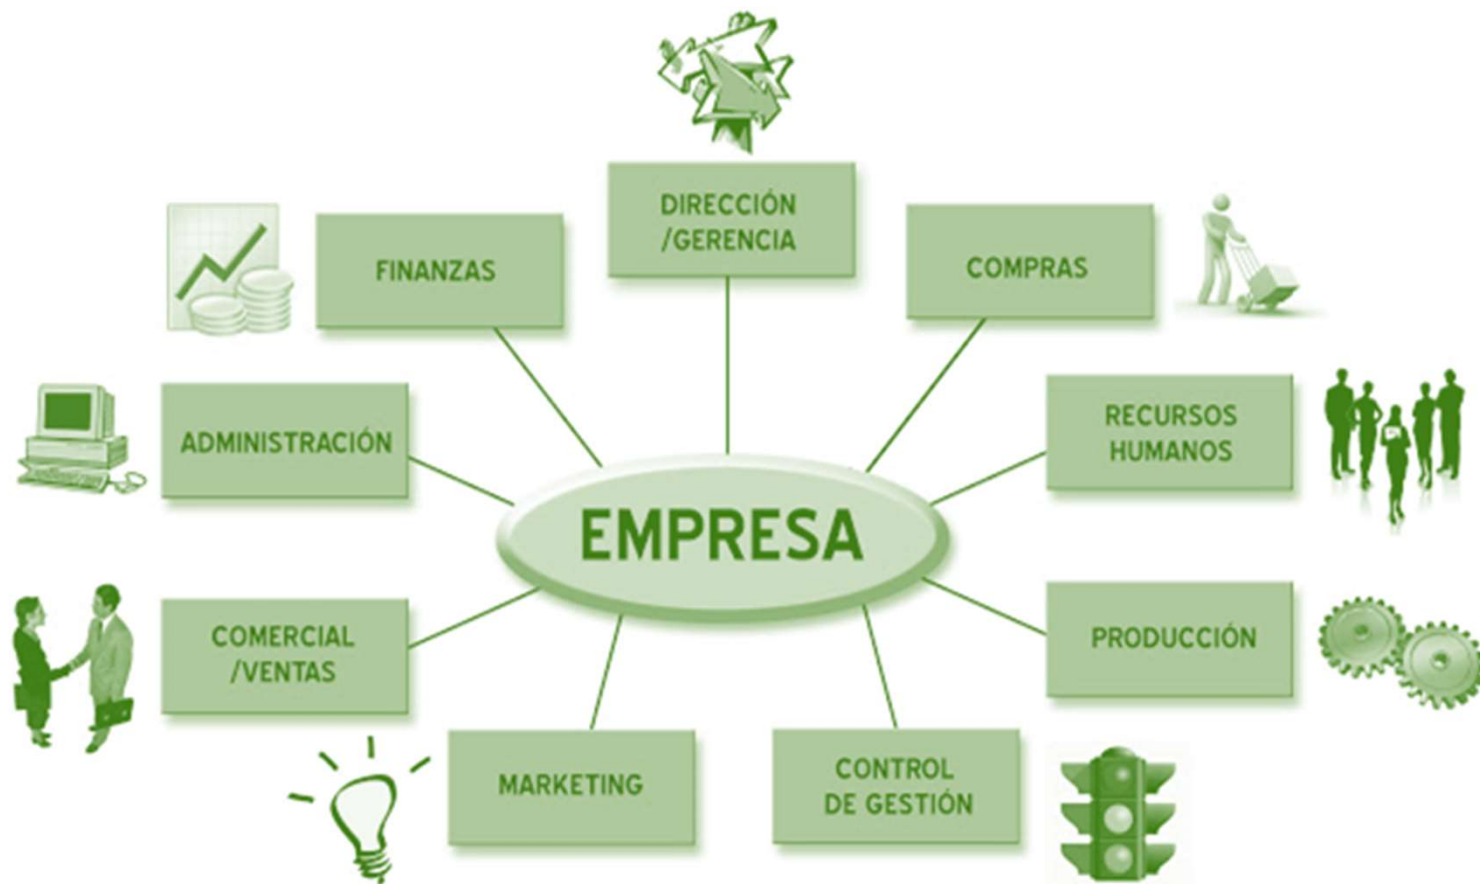 DIRECCIÓN
/GERENCIA
FINANZAS
COMPRAS
ADMINISTRACIÓN
RECURSOS
HUMANOS
EMPRESA
COMERCIAL
/VENTAS
PRODUCCIÓN
MARKETING
CONTROL
DE GESTIÓN